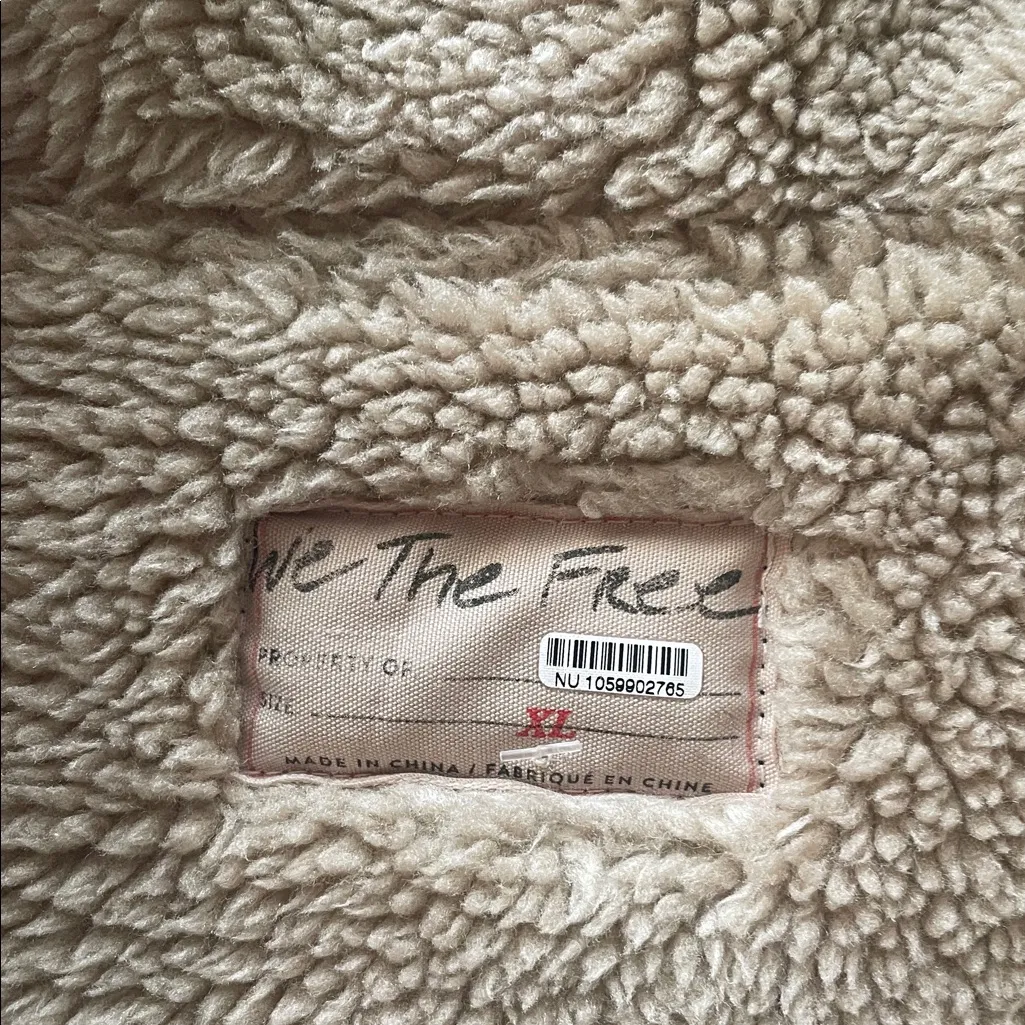 We The Free
PROPERTY OF
NU 1059902765
SIZE XL
MADE IN CHINA / FABRIQUÉ EN CHINE